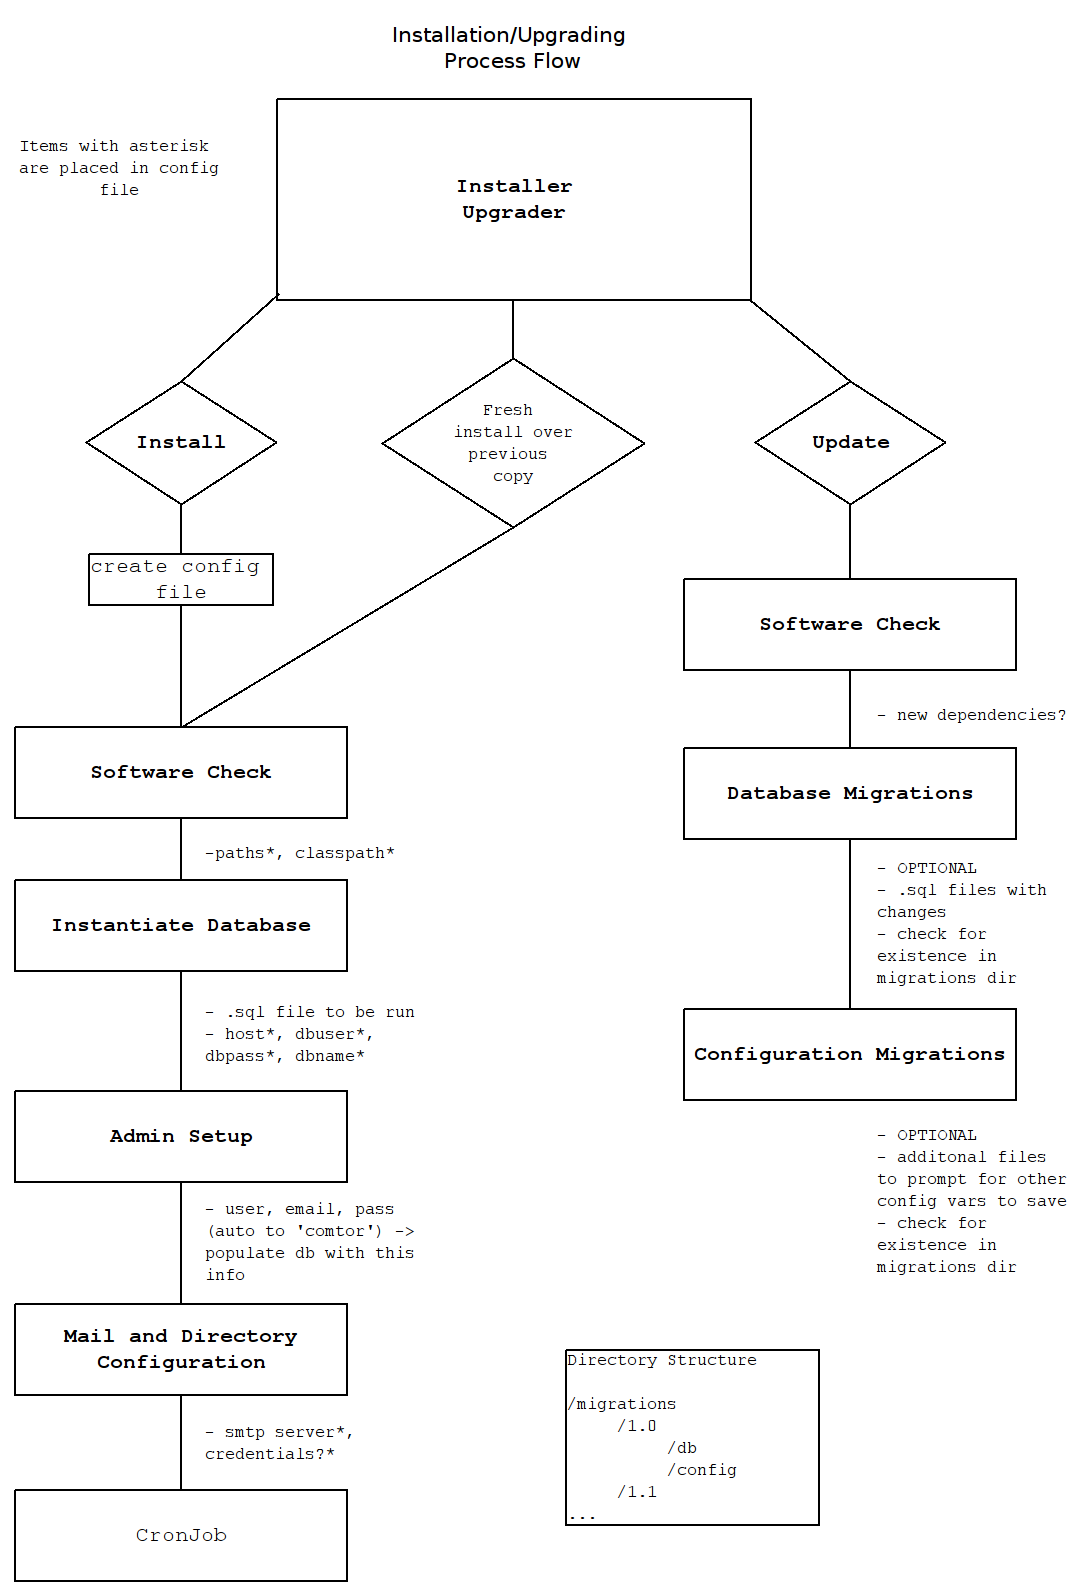 Installation/Upgrading
Process Flow
Items with asterisk
are placed in config
file
Installer
Upgrader
Install
Fresh
install over
previous
copy
Update
create config
file
Software Check
-paths*, classpath*
Instantiate Database
- .sql file to be run
- host*, dbuser*,
dbpass*, dbname*
Admin Setup
- user, email, pass
(auto to 'comtor') ->
populate db with this
info
Mail and Directory
Configuration
- smtp server*,
credentials?*
CronJob
Software Check
- new dependencies?
Database Migrations
- OPTIONAL
- .sql files with
changes
- check for
existence in
migrations dir
Configuration Migrations
- OPTIONAL
- additonal files
to prompt for other
config vars to save
- check for
existence in
migrations dir
Directory Structure
/migrations
/1.0
/db
/config
/1.1
...